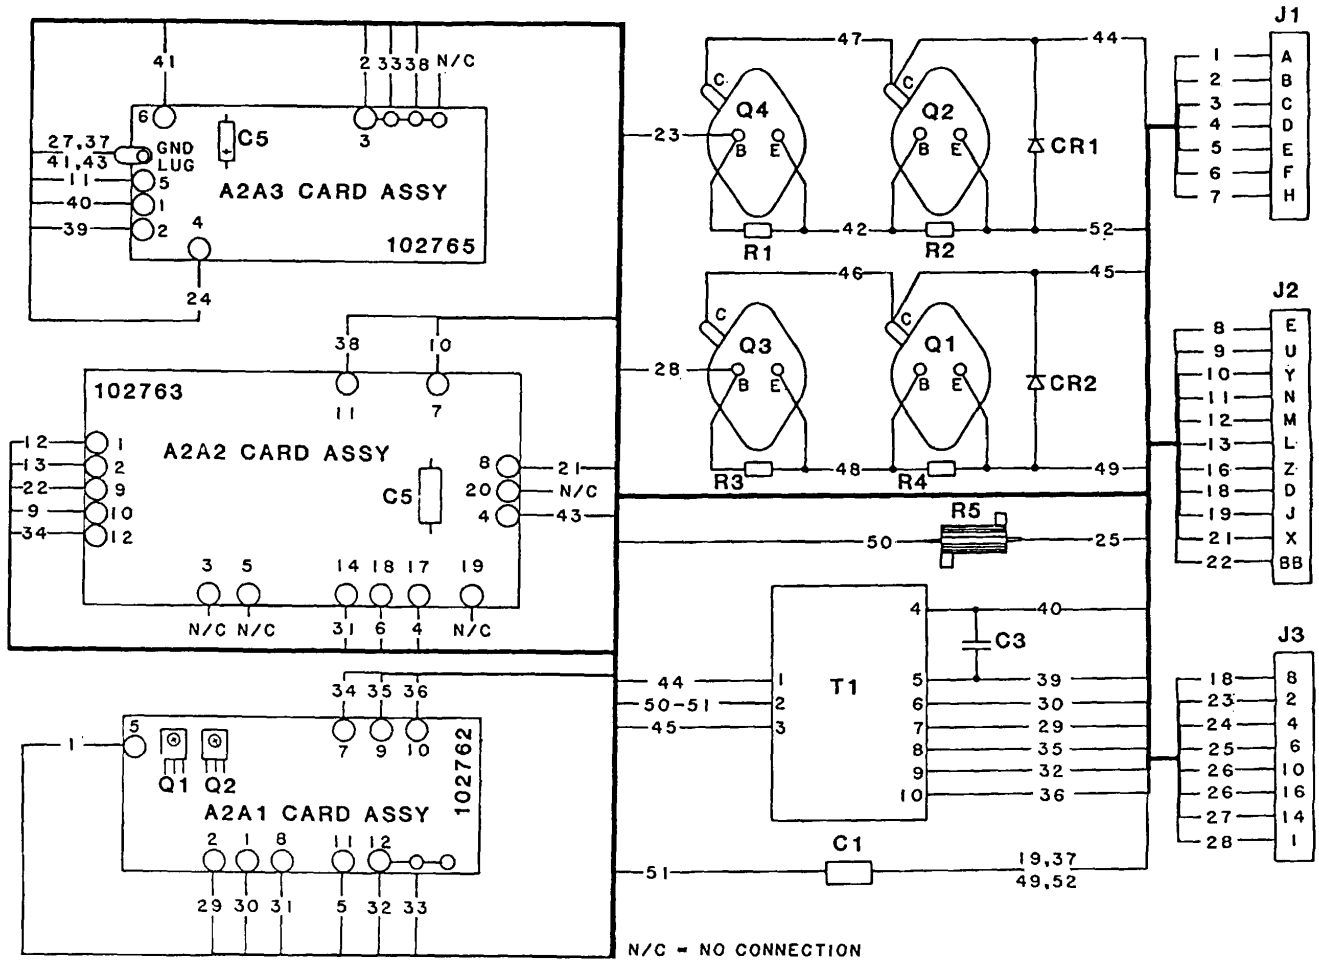 41
2 33 38 N/C
6
3
C5
27,37
GND
41,43
LUG
11
5
A2A3 CARD ASSY
40
1
39
2
4
102765
24
38 10
102763
11 7
A2A2 CARD ASSY
12 1
13 2
22 9
9 10
34 12
C5
8 21
20 N/C
4 43
3 5 14 18 17 19
N/C N/C 31 6 4 N/C
34 35 36
5
1
7 9 10
Q1 Q2
102762
A2A1 CARD ASSY
2 1 8 11 12
29 30 31 5 32 33
47 44
C C
Q4 Q2
23
B E B E
CR1
42 52
R1 R2
46 45
C C
Q3 Q1
28
B E B E
CR2
48 49
R3 R4
R5
50 25
4 40
C3
T1
44 1
50-51 2
45 3
5 39
6 30
7 29
8 35
9 32
10 36
C1
51
19,37
49,52
J1
1 A
2 B
3 C
4 D
5 E
6 F
7 H
J2
8 E
9 U
10 Y
11 N
12 M
13 L
16 Z
18 D
19 J
21 X
22 BB
J3
18 8
23 2
24 4
25 6
26 10
26 16
27 14
28 1
N/C = NO CONNECTION